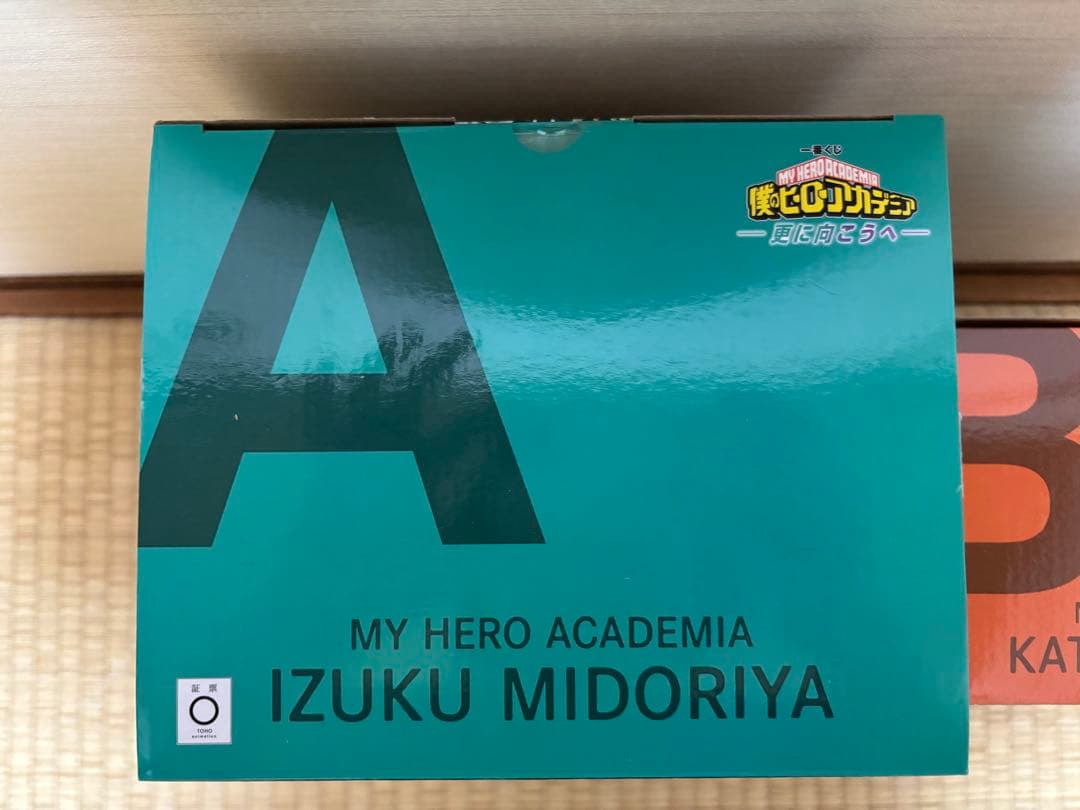 A
一番くじ
MY HERO ACADEMIA
僕のヒーローアカデミア
更に向こうへ
MY HERO ACADEMIA
IZUKU MIDORIYA
証票
TOHO
animation
B
KAT